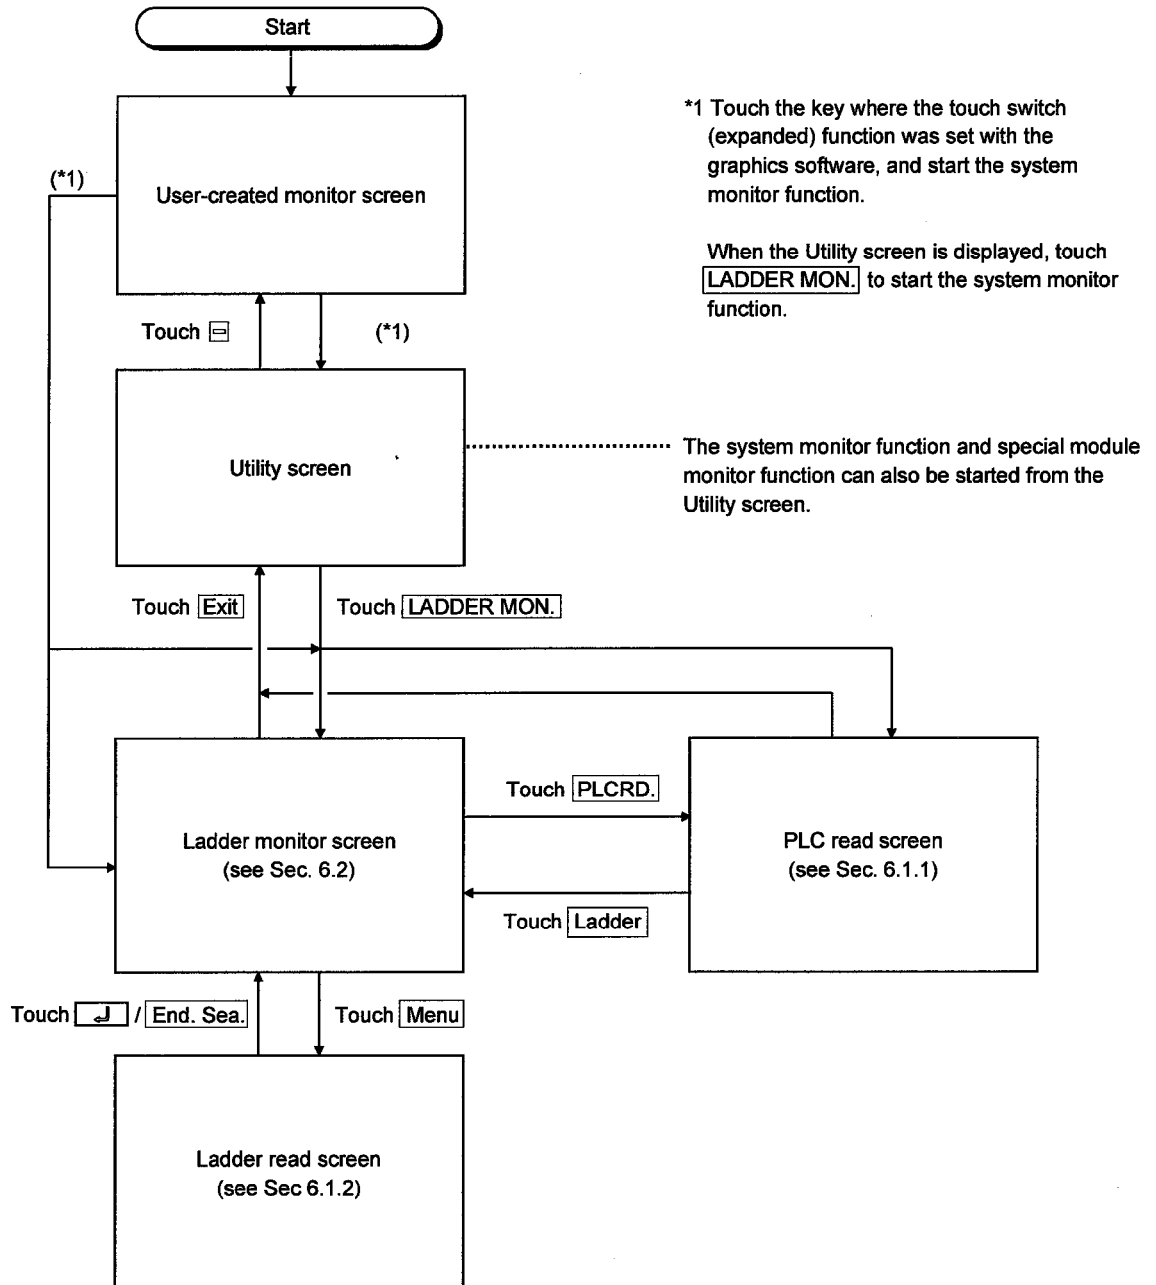 Start
*1 Touch the key where the touch switch
(expanded) function was set with the
graphics software, and start the system
monitor function.
When the Utility screen is displayed, touch
LADDER MON. to start the system monitor
function.
(*1)
User-created monitor screen
Touch
(*1)
Utility screen
The system monitor function and special module
monitor function can also be started from the
Utility screen.
Touch Exit
Touch LADDER MON.
Touch PLCRD.
Ladder monitor screen
(see Sec. 6.2)
PLC read screen
(see Sec. 6.1.1)
Touch Ladder
Touch ↲ / End. Sea.
Touch Menu
Ladder read screen
(see Sec 6.1.2)